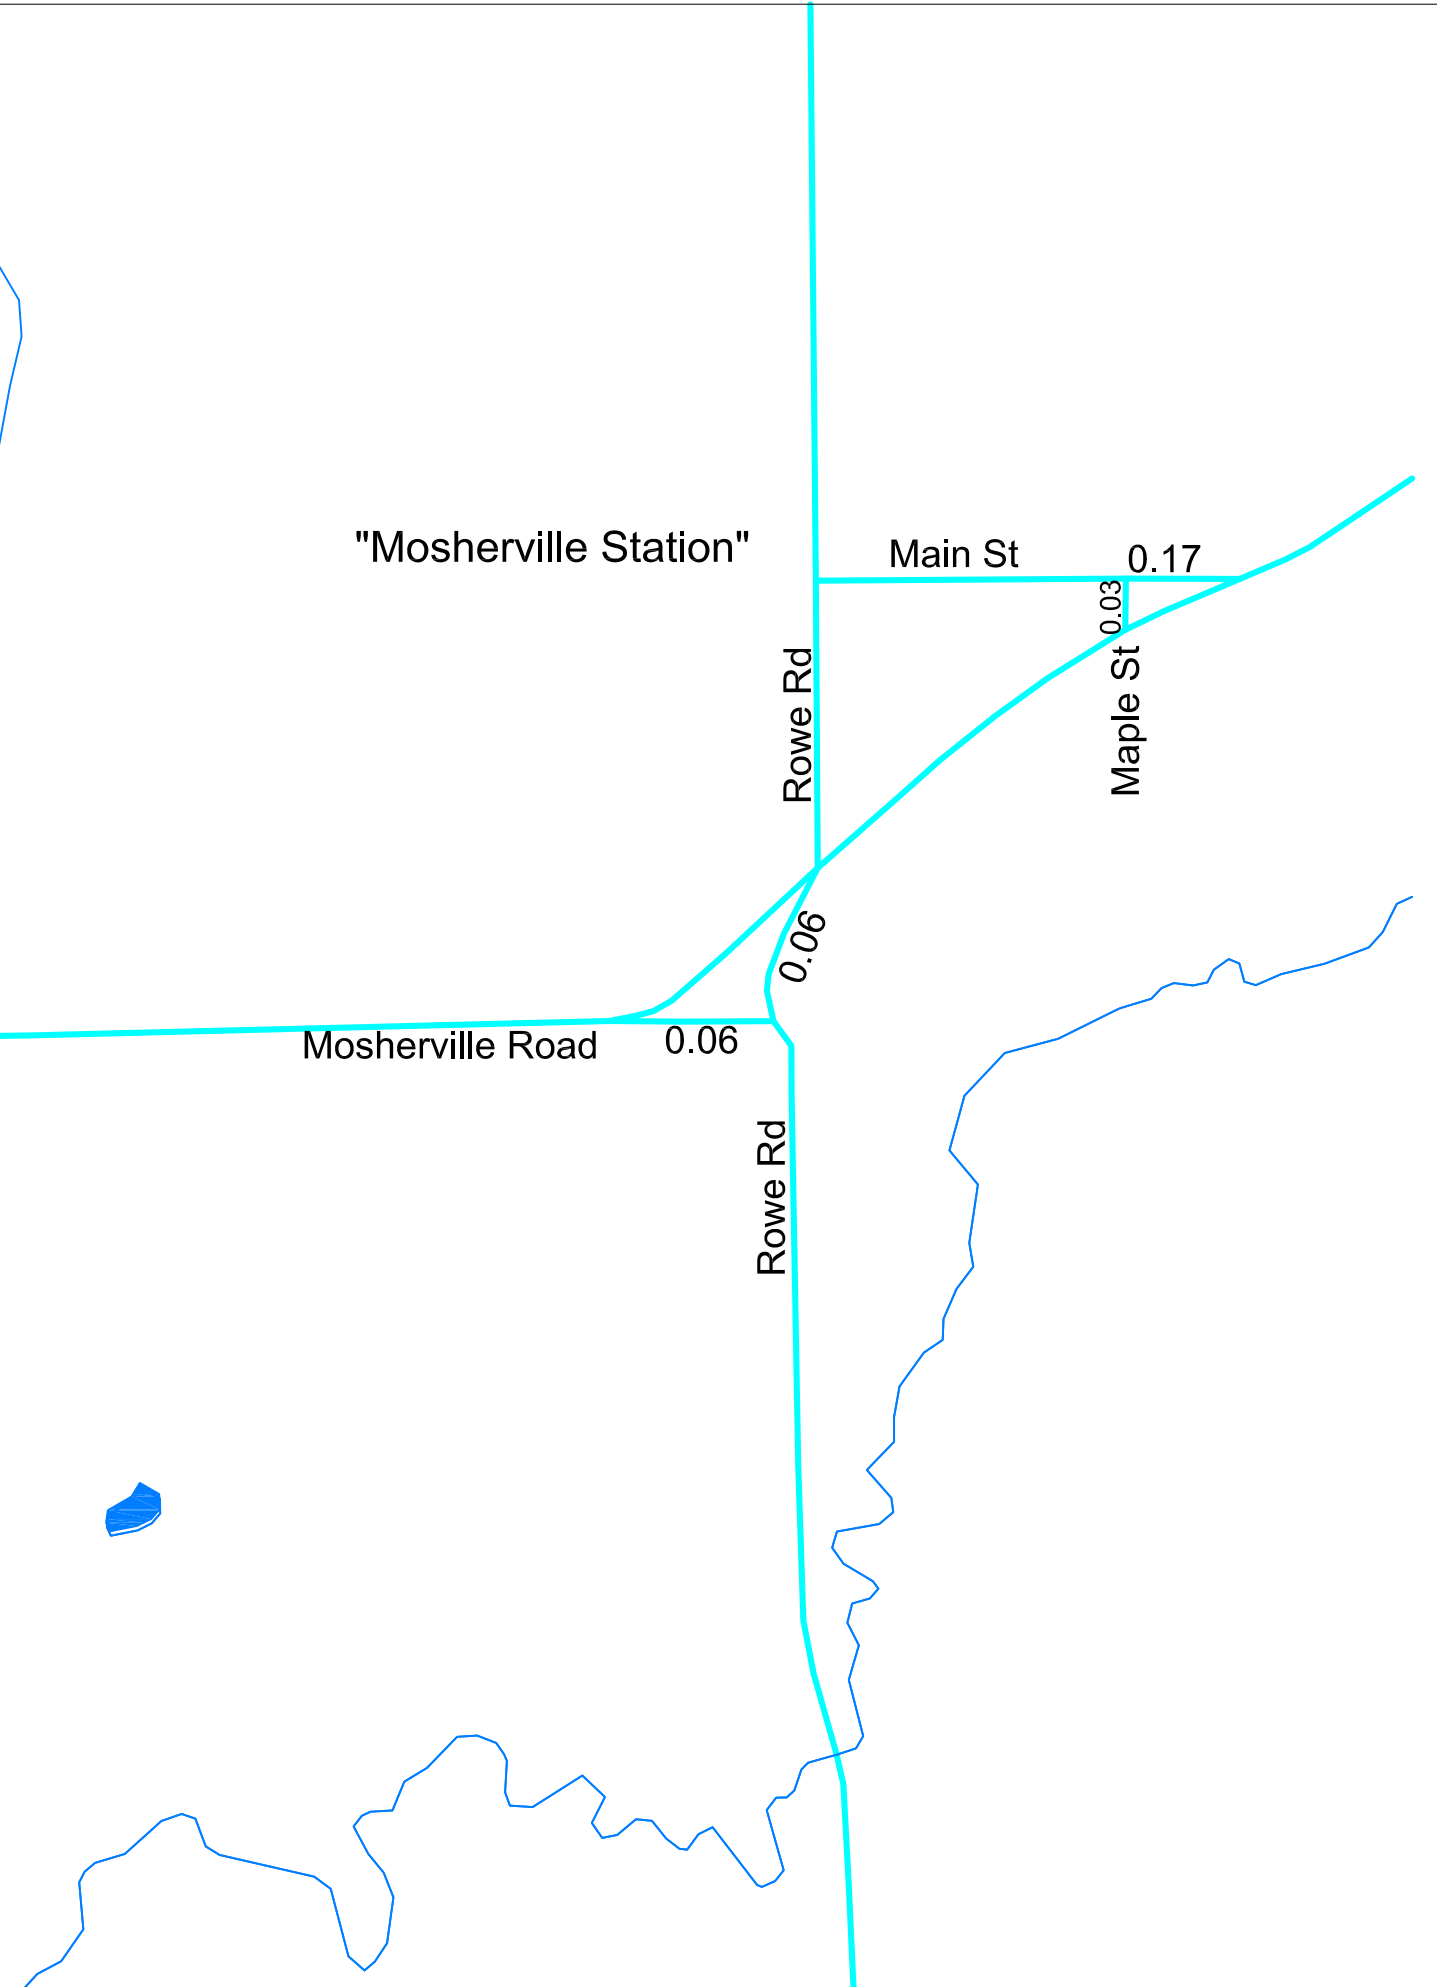 "Mosherville Station"
Main St
0.17
0.03
Maple St
Rowe Rd
0.06
Mosherville Road
0.06
Rowe Rd